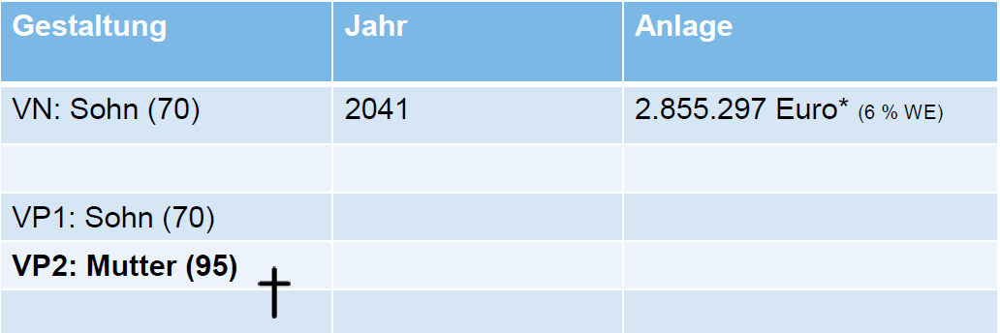 Gestaltung Jahr Anlage
VN: Sohn (70) 2041 2.855.297 Euro* (6 % WE)
VP1: Sohn (70)
VP2: Mutter (95)